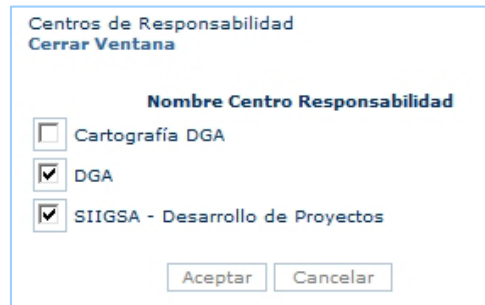 Centros de Responsabilidad
Cerrar Ventana
Nombre Centro Responsabilidad
Cartografía DGA
DGA
SIIGSA - Desarrollo de Proyectos
Aceptar Cancelar